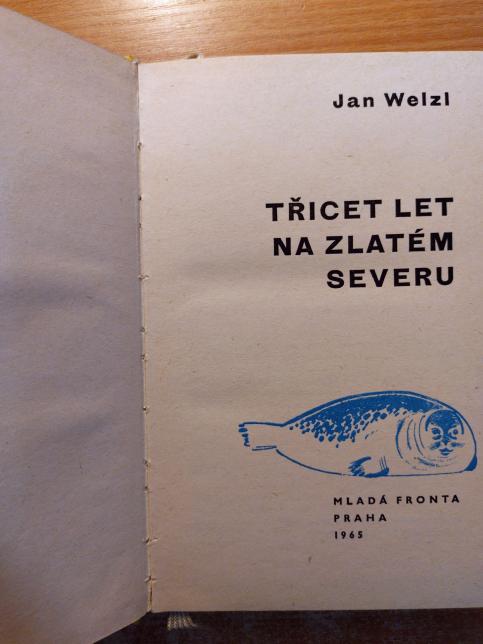 Jan Welzl
TŘICET LET
NA ZLATÉM
SEVERU
MLADÁ FRONTA
PRAHA
1965